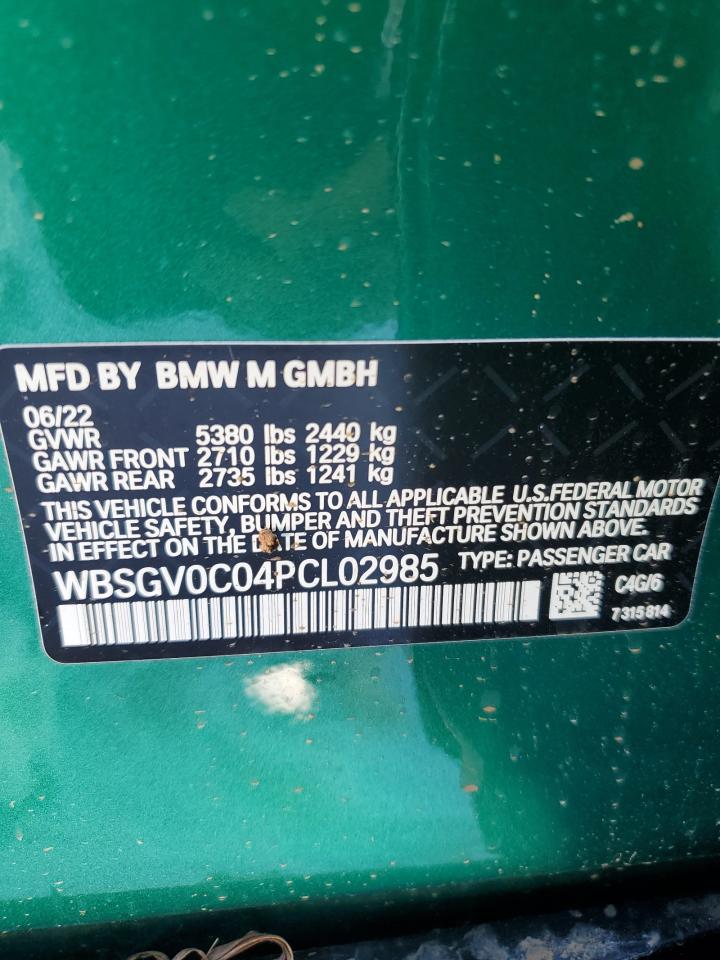 MFD BY BMW M GMBH
06/22
GVWR 5380 lbs 2440 kg
GAWR FRONT 2710 lbs 1229 kg
GAWR REAR 2735 lbs 1241 kg
THIS VEHICLE CONFORMS TO ALL APPLICABLE U.S.FEDERAL MOTOR
VEHICLE SAFETY, BUMPER AND THEFT PREVENTION STANDARDS
IN EFFECT ON THE DATE OF MANUFACTURE SHOWN ABOVE.
WBSGV0C04PCL02985 TYPE: PASSENGER CAR
C4G/6
7315814